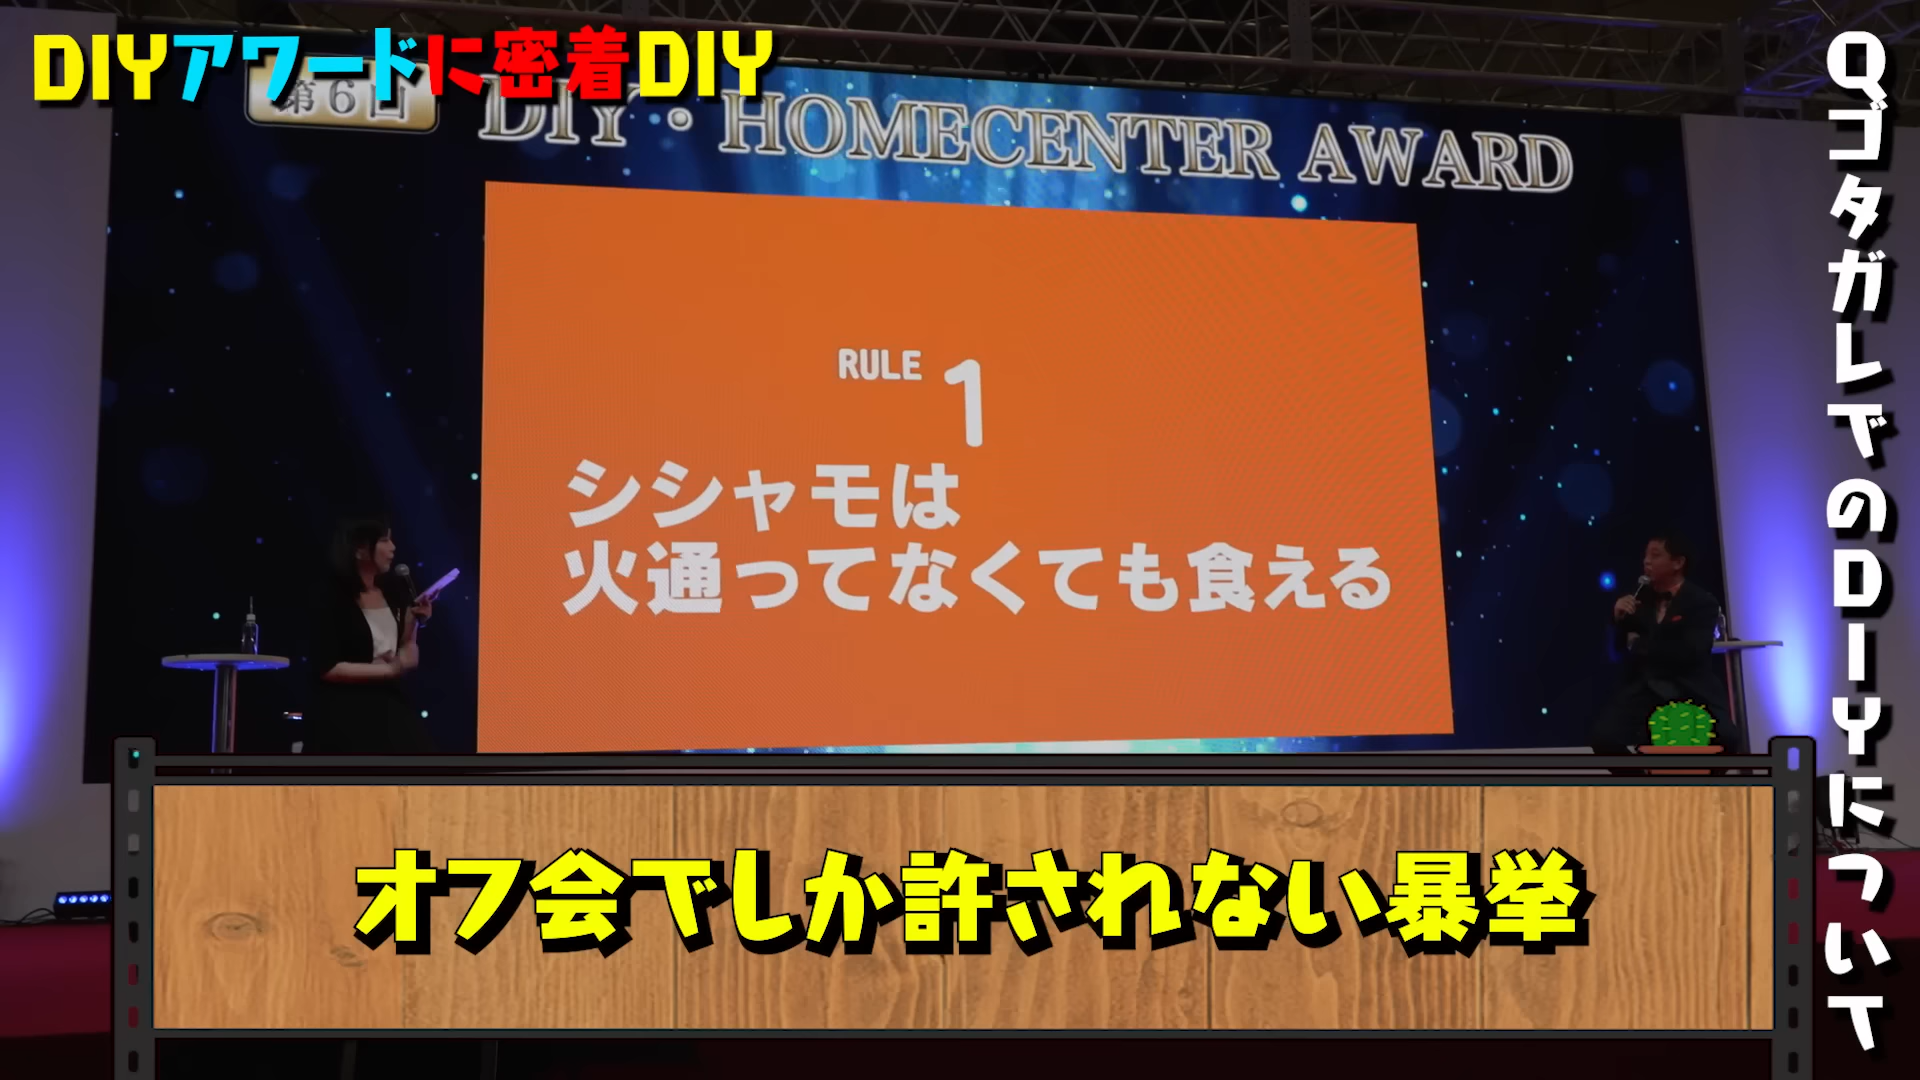 DIYアワードに密着DIY
第6回
DIY・HOMECENTER AWARD
RULE 1
シシャモは
火通ってなくても食える
オフ会でしか許されない暴挙
Qゴタガレでの DIYについて